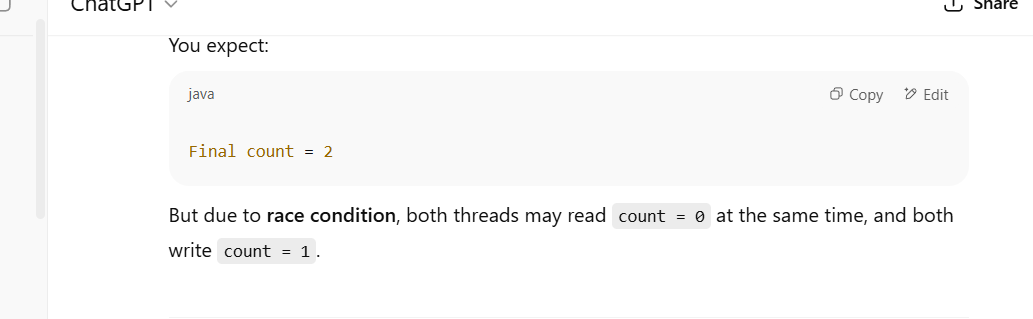 ChatGPT
Share
You expect:
java
Copy
Edit
Final count = 2
But due to race condition, both threads may read count = 0 at the same time, and both
write count = 1.